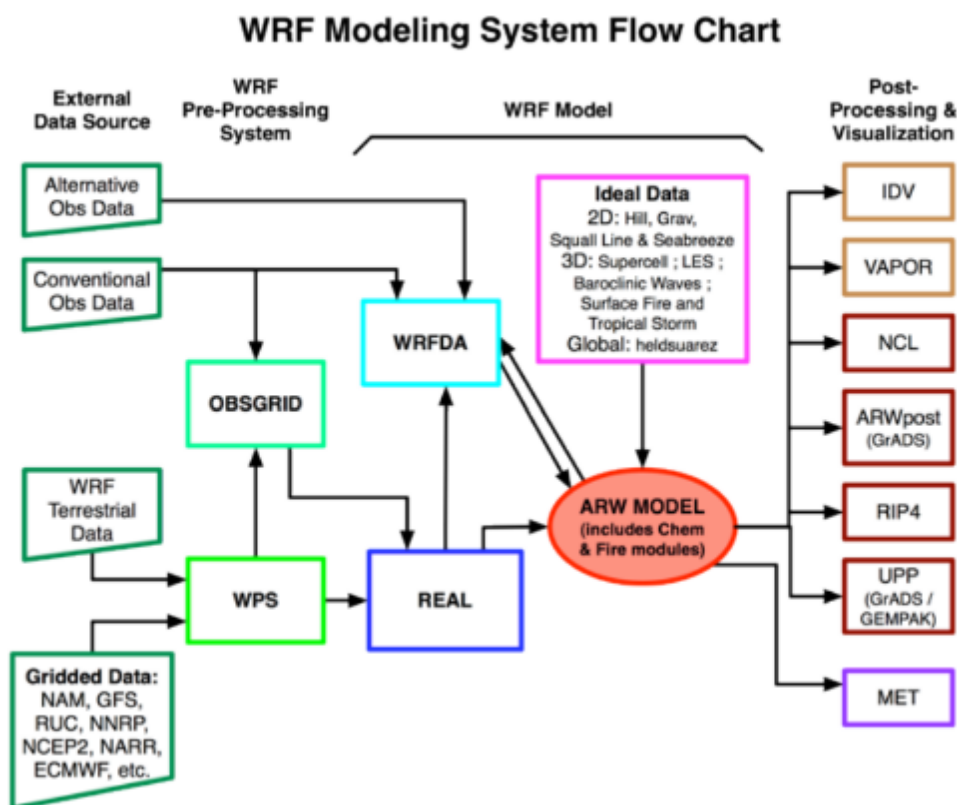 WRF Modeling System Flow Chart
External
Data Source
WRF
Pre-Processing
System
WRF Model
Post-
Processing &
Visualization
Alternative
Obs Data
Conventional
Obs Data
WRF
Terrestrial
Data
Gridded Data:
NAM, GFS,
RUC, NNRP,
NCEP2, NARR,
ECMWF, etc.
OBSGRID
WPS
WRFDA
REAL
Ideal Data
2D: Hill, Grav,
Squall Line & Seabreeze
3D: Supercell ; LES ;
Baroclinic Waves ;
Surface Fire and
Tropical Storm
Global: heldsuarez
ARW MODEL
(includes Chem
& Fire modules)
IDV
VAPOR
NCL
ARWpost
(GrADS)
RIP4
UPP
(GrADS /
GEMPAK)
MET